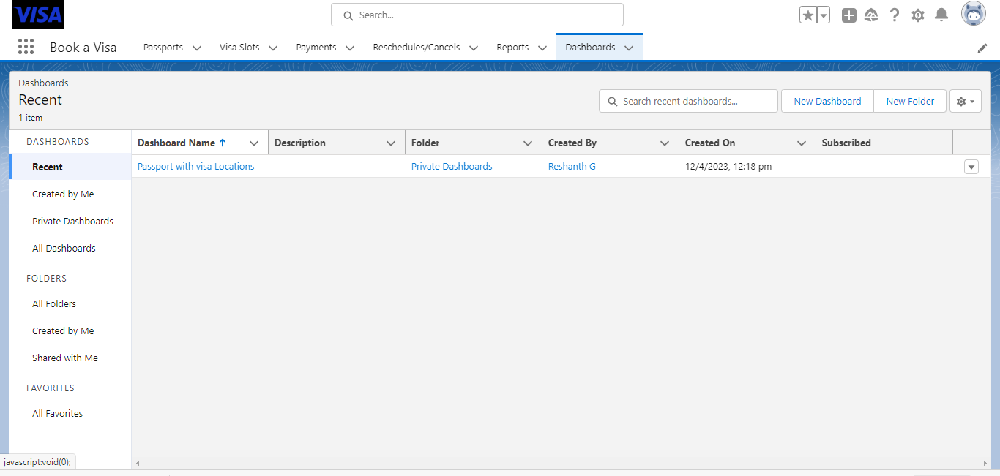 VISA
Search...
Book a Visa
Passports
Visa Slots
Payments
Reschedules/Cancels
Reports
Dashboards
Dashboards
Recent
1 item
Search recent dashboards...
New Dashboard
New Folder
DASHBOARDS
Recent
Created by Me
Private Dashboards
All Dashboards
FOLDERS
All Folders
Created by Me
Shared with Me
FAVORITES
All Favorites
Dashboard Name Description Folder Created By Created On Subscribed
Passport with visa Locations Private Dashboards Reshanth G 12/4/2023, 12:18 pm
javascript:void(0);